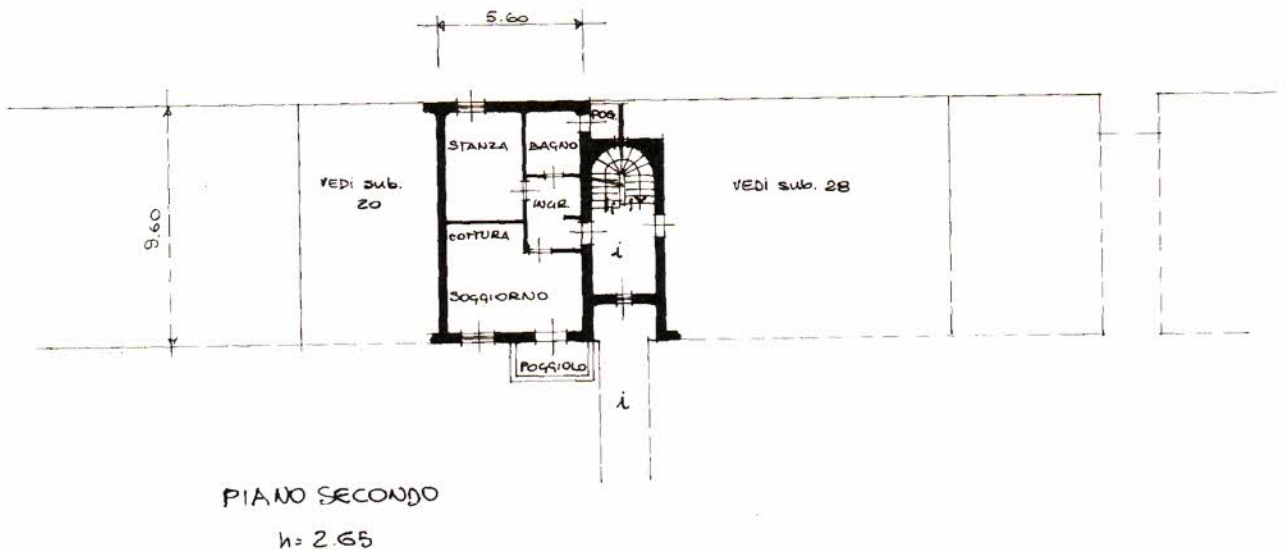 5.60
POG.
STANZA
BAGNO
VEDI sub.
20
VEDI sub. 28
INGR
9.60
COTTURA
i
SOGGIORNO
POGGIOLO
i
PIANO SECONDO
h= 2.65